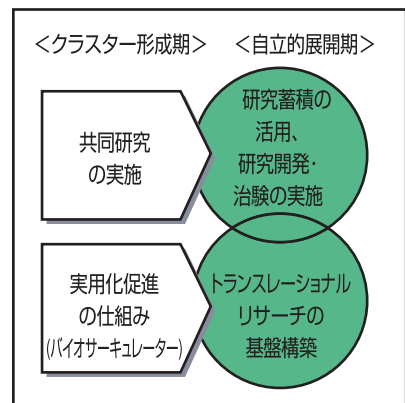 ＜クラスター形成期＞ ＜自立的展開期＞
共同研究
の実施
研究蓄積の
活用、
研究開発・
治験の実施
実用化促進
の仕組み
(バイオサーキュレーター)
トランスレーショナル
リサーチの
基盤構築